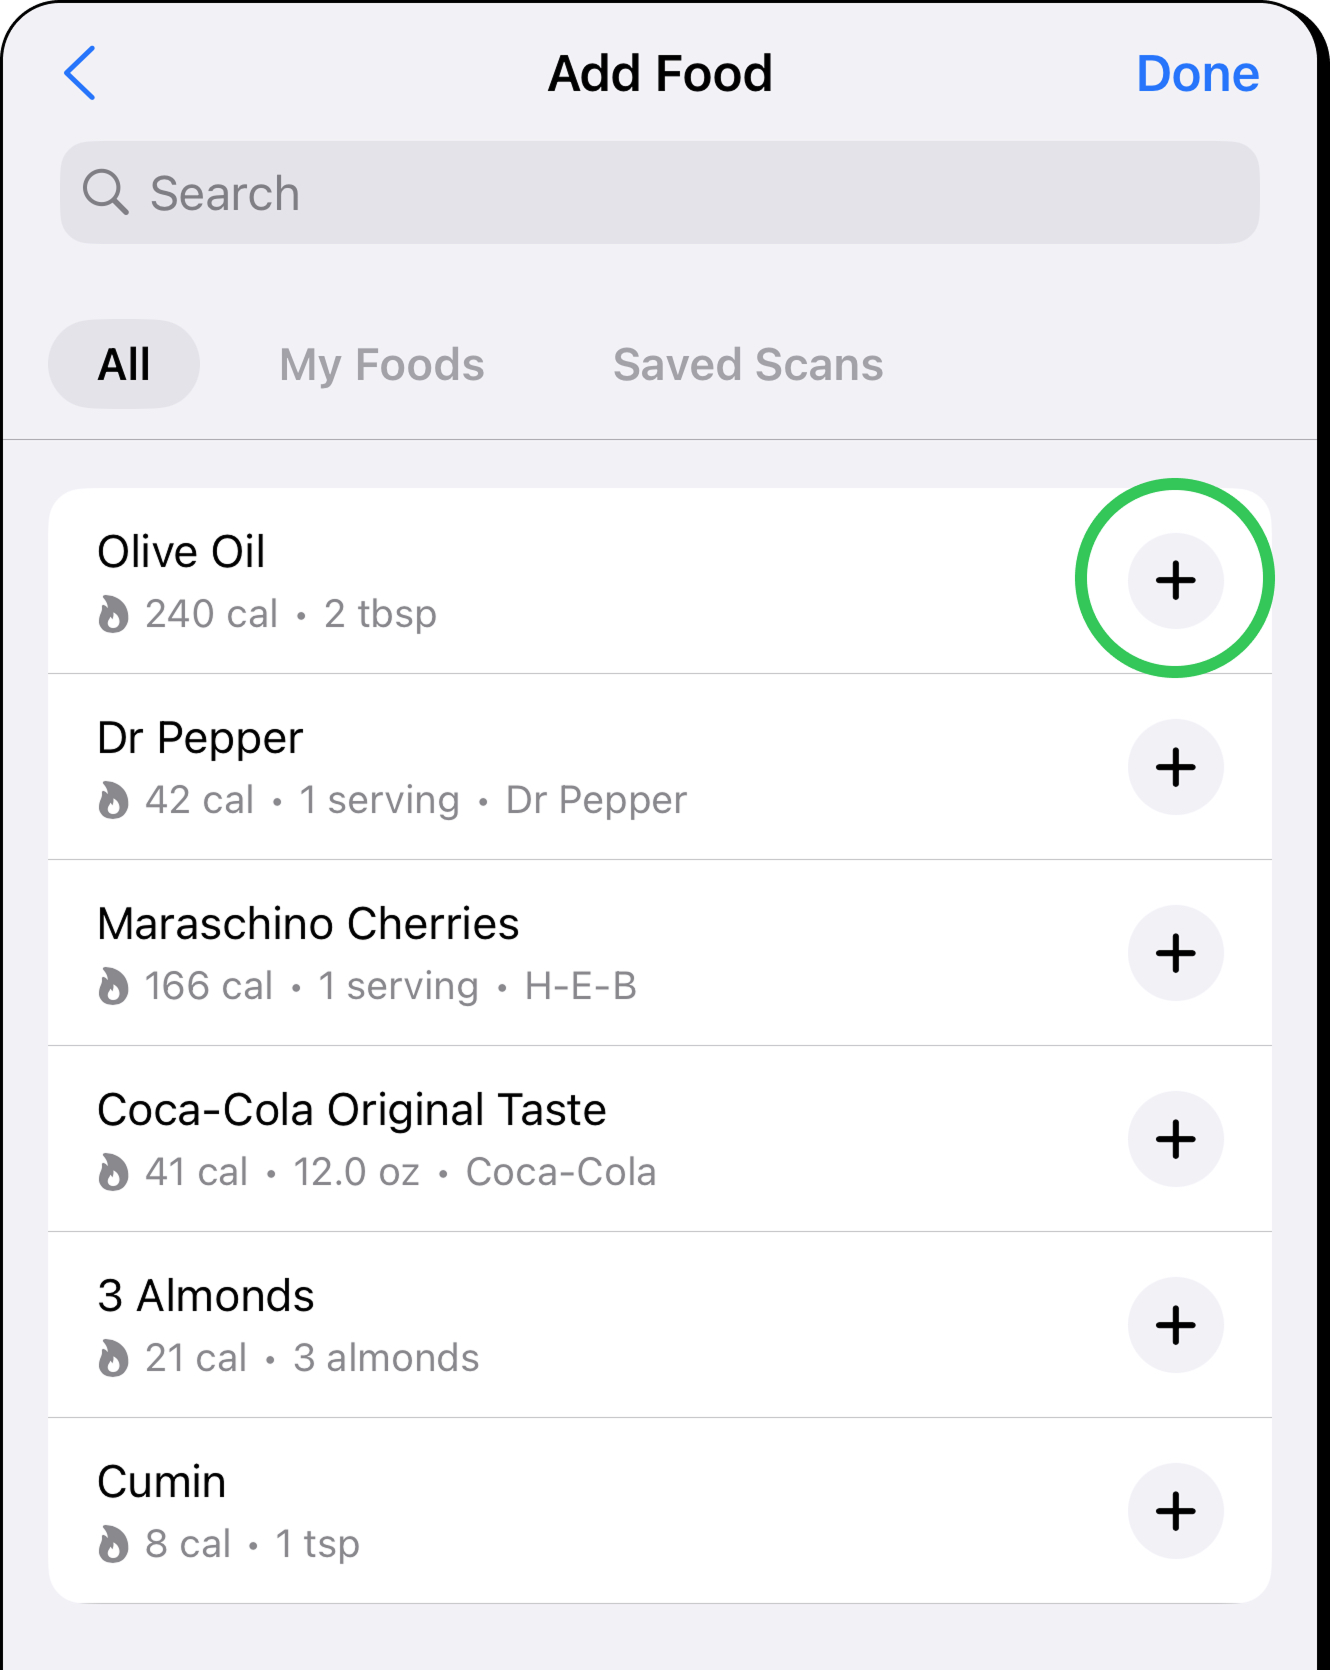 Add Food
Done
Search
All
My Foods
Saved Scans
Olive Oil
240 cal • 2 tbsp
Dr Pepper
42 cal • 1 serving • Dr Pepper
Maraschino Cherries
166 cal • 1 serving • H-E-B
Coca-Cola Original Taste
41 cal • 12.0 oz • Coca-Cola
3 Almonds
21 cal • 3 almonds
Cumin
8 cal • 1 tsp